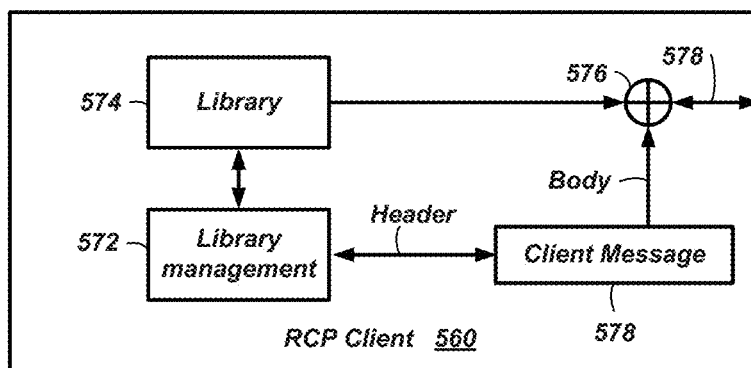 578
576
574
Library
Body
Header
572
Library
management
Client Message
578
RCP Client 560